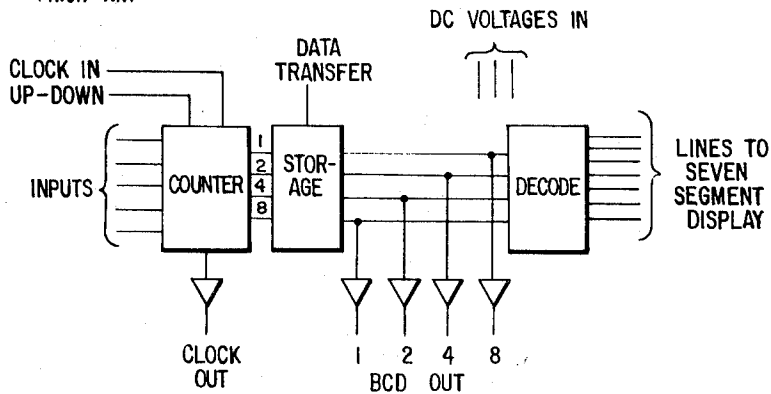 DC VOLTAGES IN
DATA
TRANSFER
CLOCK IN
UP-DOWN
INPUTS
COUNTER
1
2
4
8
STOR-
AGE
DECODE
LINES TO
SEVEN
SEGMENT
DISPLAY
CLOCK
OUT
1 2 4 8
BCD OUT